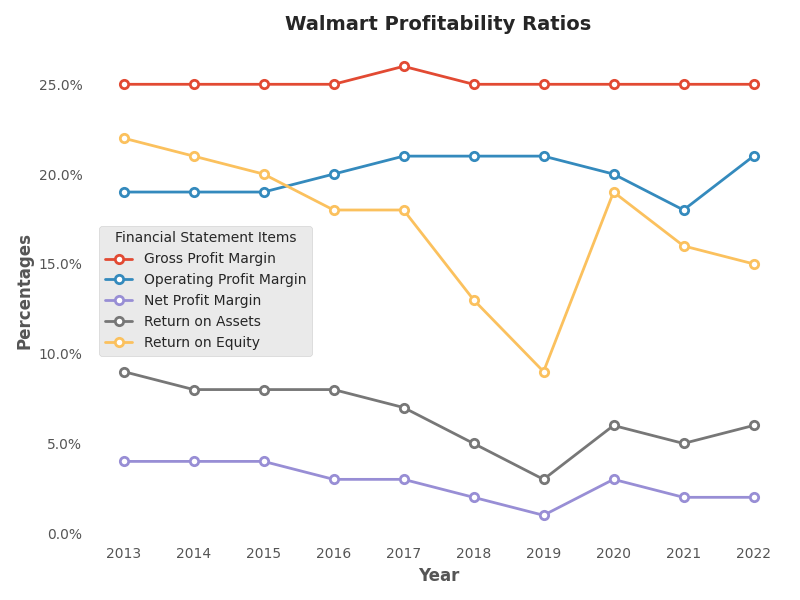 Walmart Profitability Ratios
25.0%
20.0%
15.0%
10.0%
5.0%
0.0%
Percentages
Financial Statement Items
Gross Profit Margin
Operating Profit Margin
Net Profit Margin
Return on Assets
Return on Equity
2013 2014 2015 2016 2017 2018 2019 2020 2021 2022
Year